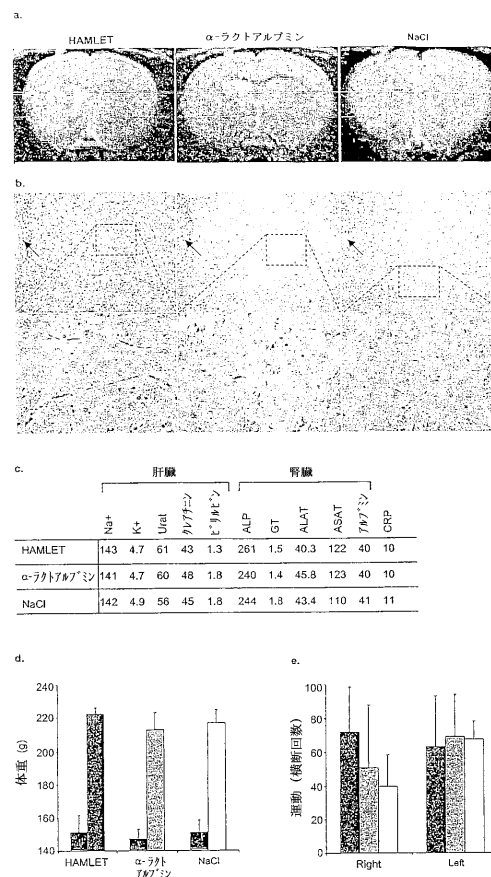 a.
HAMLET
α-ラクトアルブミン
NaCl
b.
c.
肝臓 腎臓
Na+ K+ Urat クレアチニン ビリルビン ALP GT ALAT ASAT アルブミン CRP
HAMLET 143 4.7 61 43 1.3 261 1.5 40.3 122 40 10
α-ラクトアルブミン 141 4.7 60 48 1.8 240 1.4 45.8 123 40 10
NaCl 142 4.9 56 45 1.8 244 1.8 43.4 110 41 11
d.
体重 (g)
220
200
180
160
140
HAMLET
α-ラクト
アルブミン
NaCl
e.
運動 (横断回数)
100
80
60
40
20
0
Right
Left